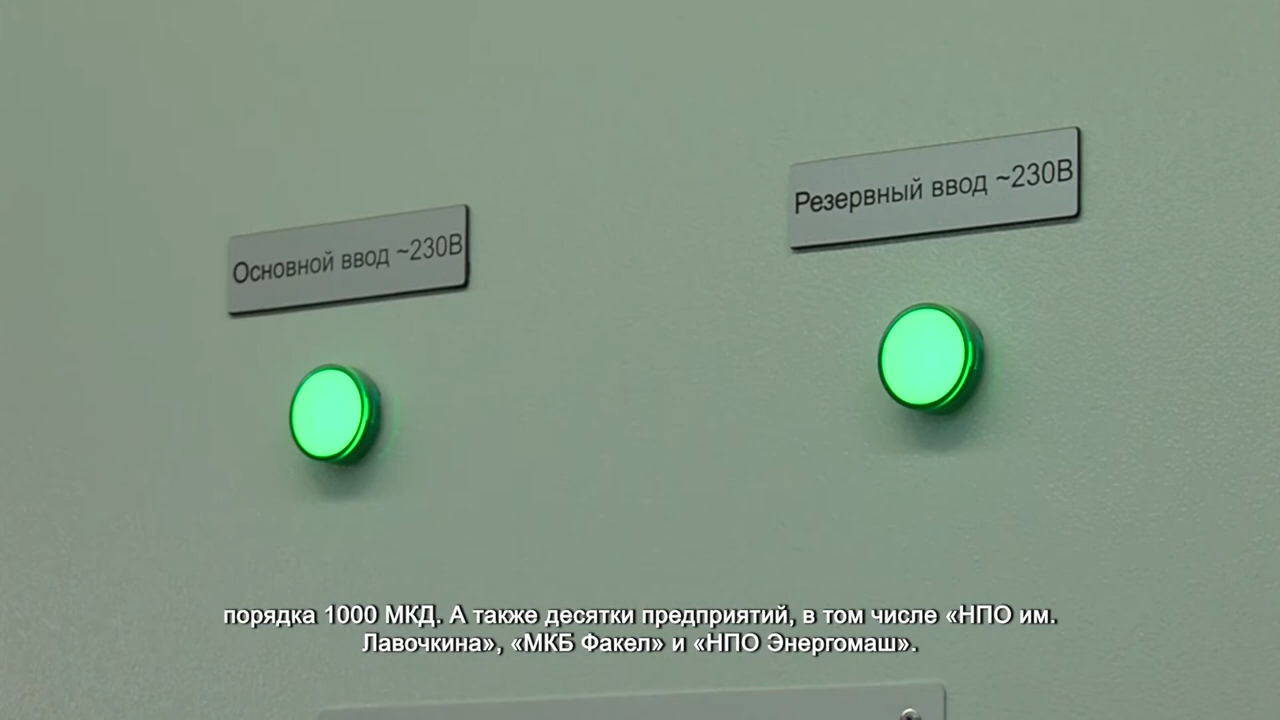 Основной ввод ~230В
Резервный ввод ~230В
порядка 1000 МКД. А также десятки предприятий, в том числе «НПО им.
Лавочкина», «МКБ Факел» и «НПО Энергомаш».